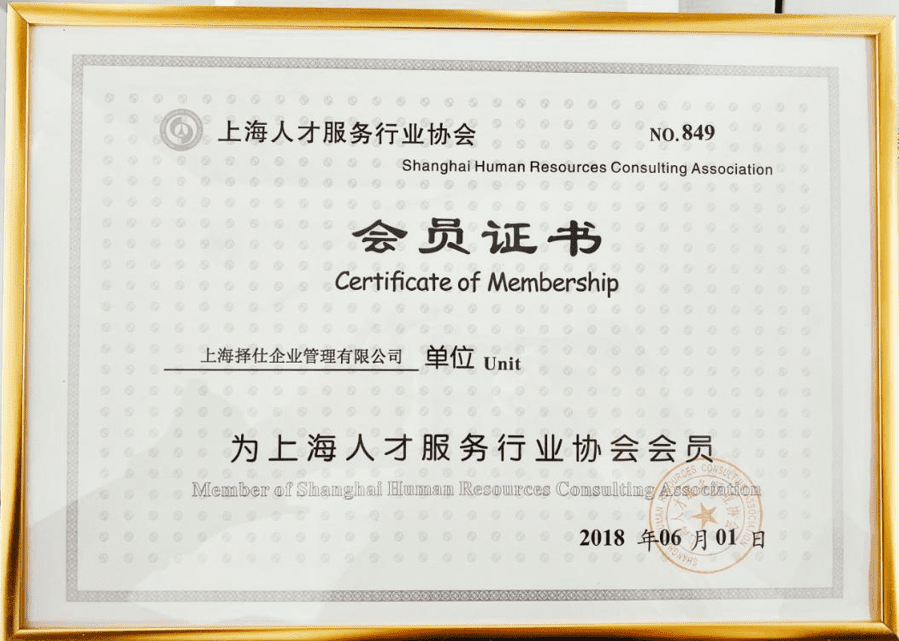 上海人才服务行业协会
NO.849
Shanghai Human Resources Consulting Association
会员证书
Certificate of Membership
上海择仕企业管理有限公司 单位 Unit
为上海人才服务行业协会会员
Member of Shanghai Human Resources Consulting Association
2018 年06 月 01 日